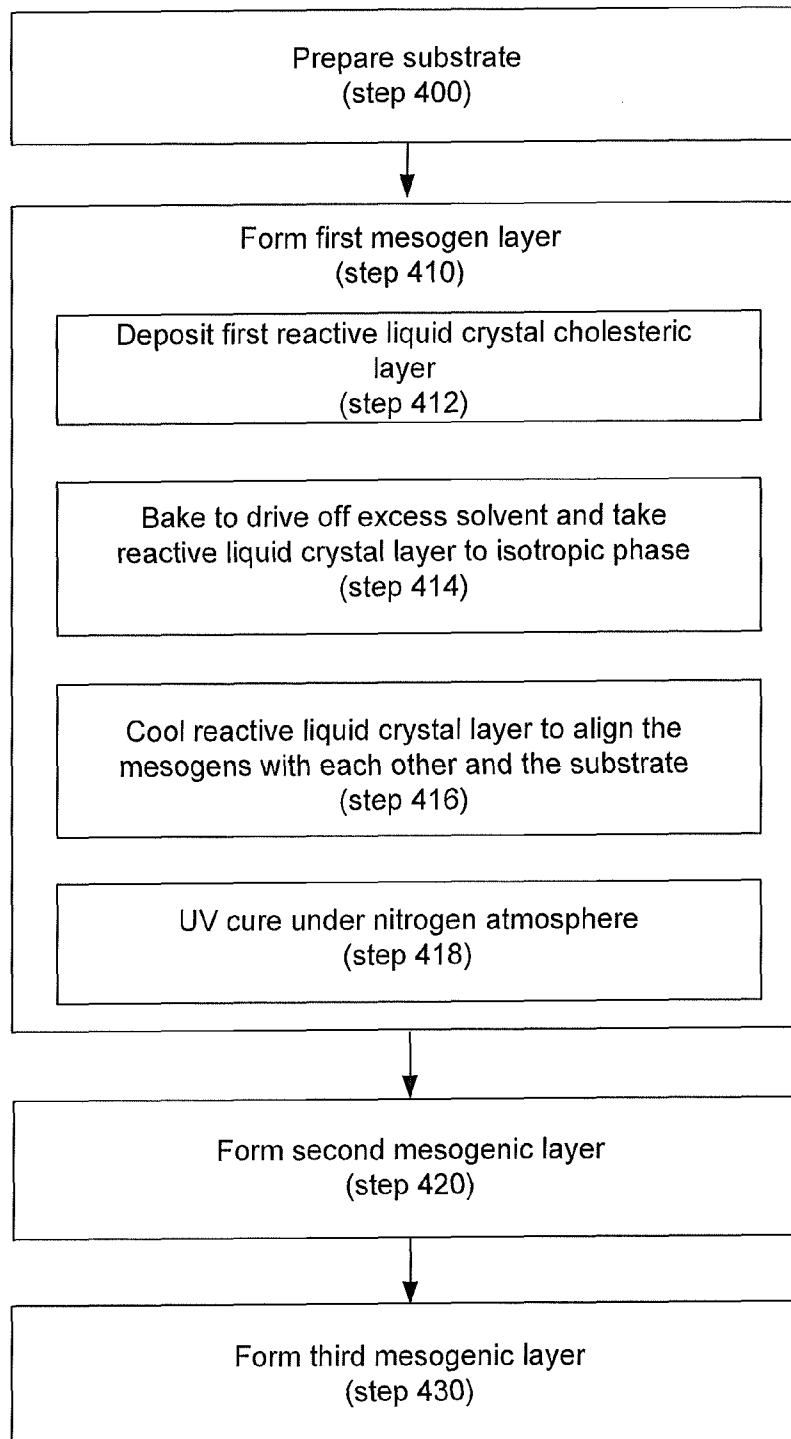 Prepare substrate
(step 400)
Form first mesogen layer
(step 410)
Deposit first reactive liquid crystal cholesteric
layer
(step 412)
Bake to drive off excess solvent and take
reactive liquid crystal layer to isotropic phase
(step 414)
Cool reactive liquid crystal layer to align the
mesogens with each other and the substrate
(step 416)
UV cure under nitrogen atmosphere
(step 418)
Form second mesogenic layer
(step 420)
Form third mesogenic layer
(step 430)